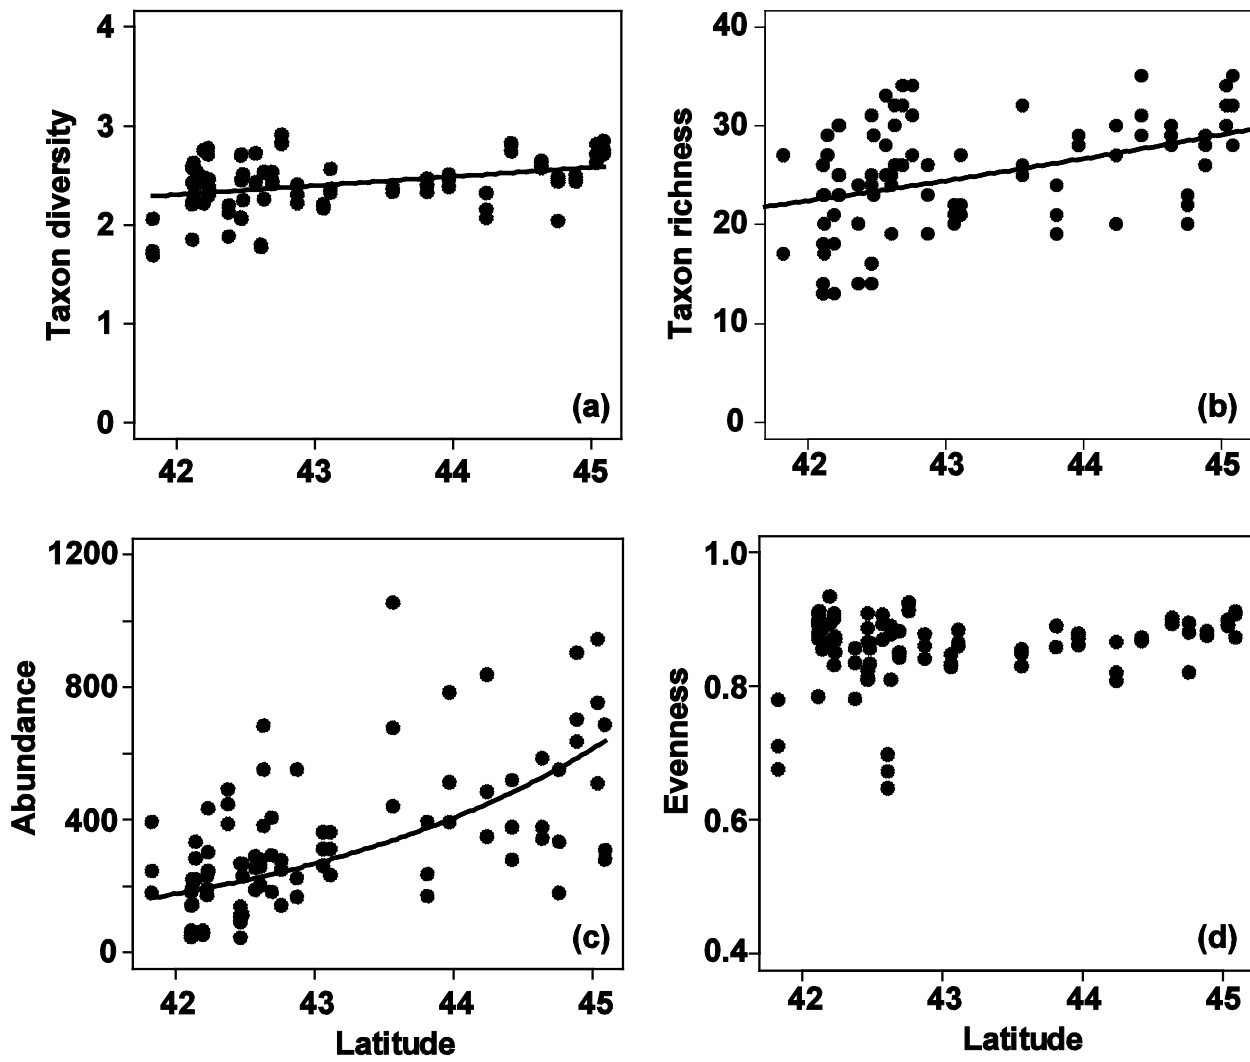 4
3
2
1
0
Taxon diversity
(a)
42 43 44 45
40
30
20
10
0
Taxon richness
(b)
42 43 44 45
1200
800
400
0
Abundance
(c)
42 43 44 45
Latitude
1.0
0.8
0.6
0.4
Evenness
(d)
42 43 44 45
Latitude